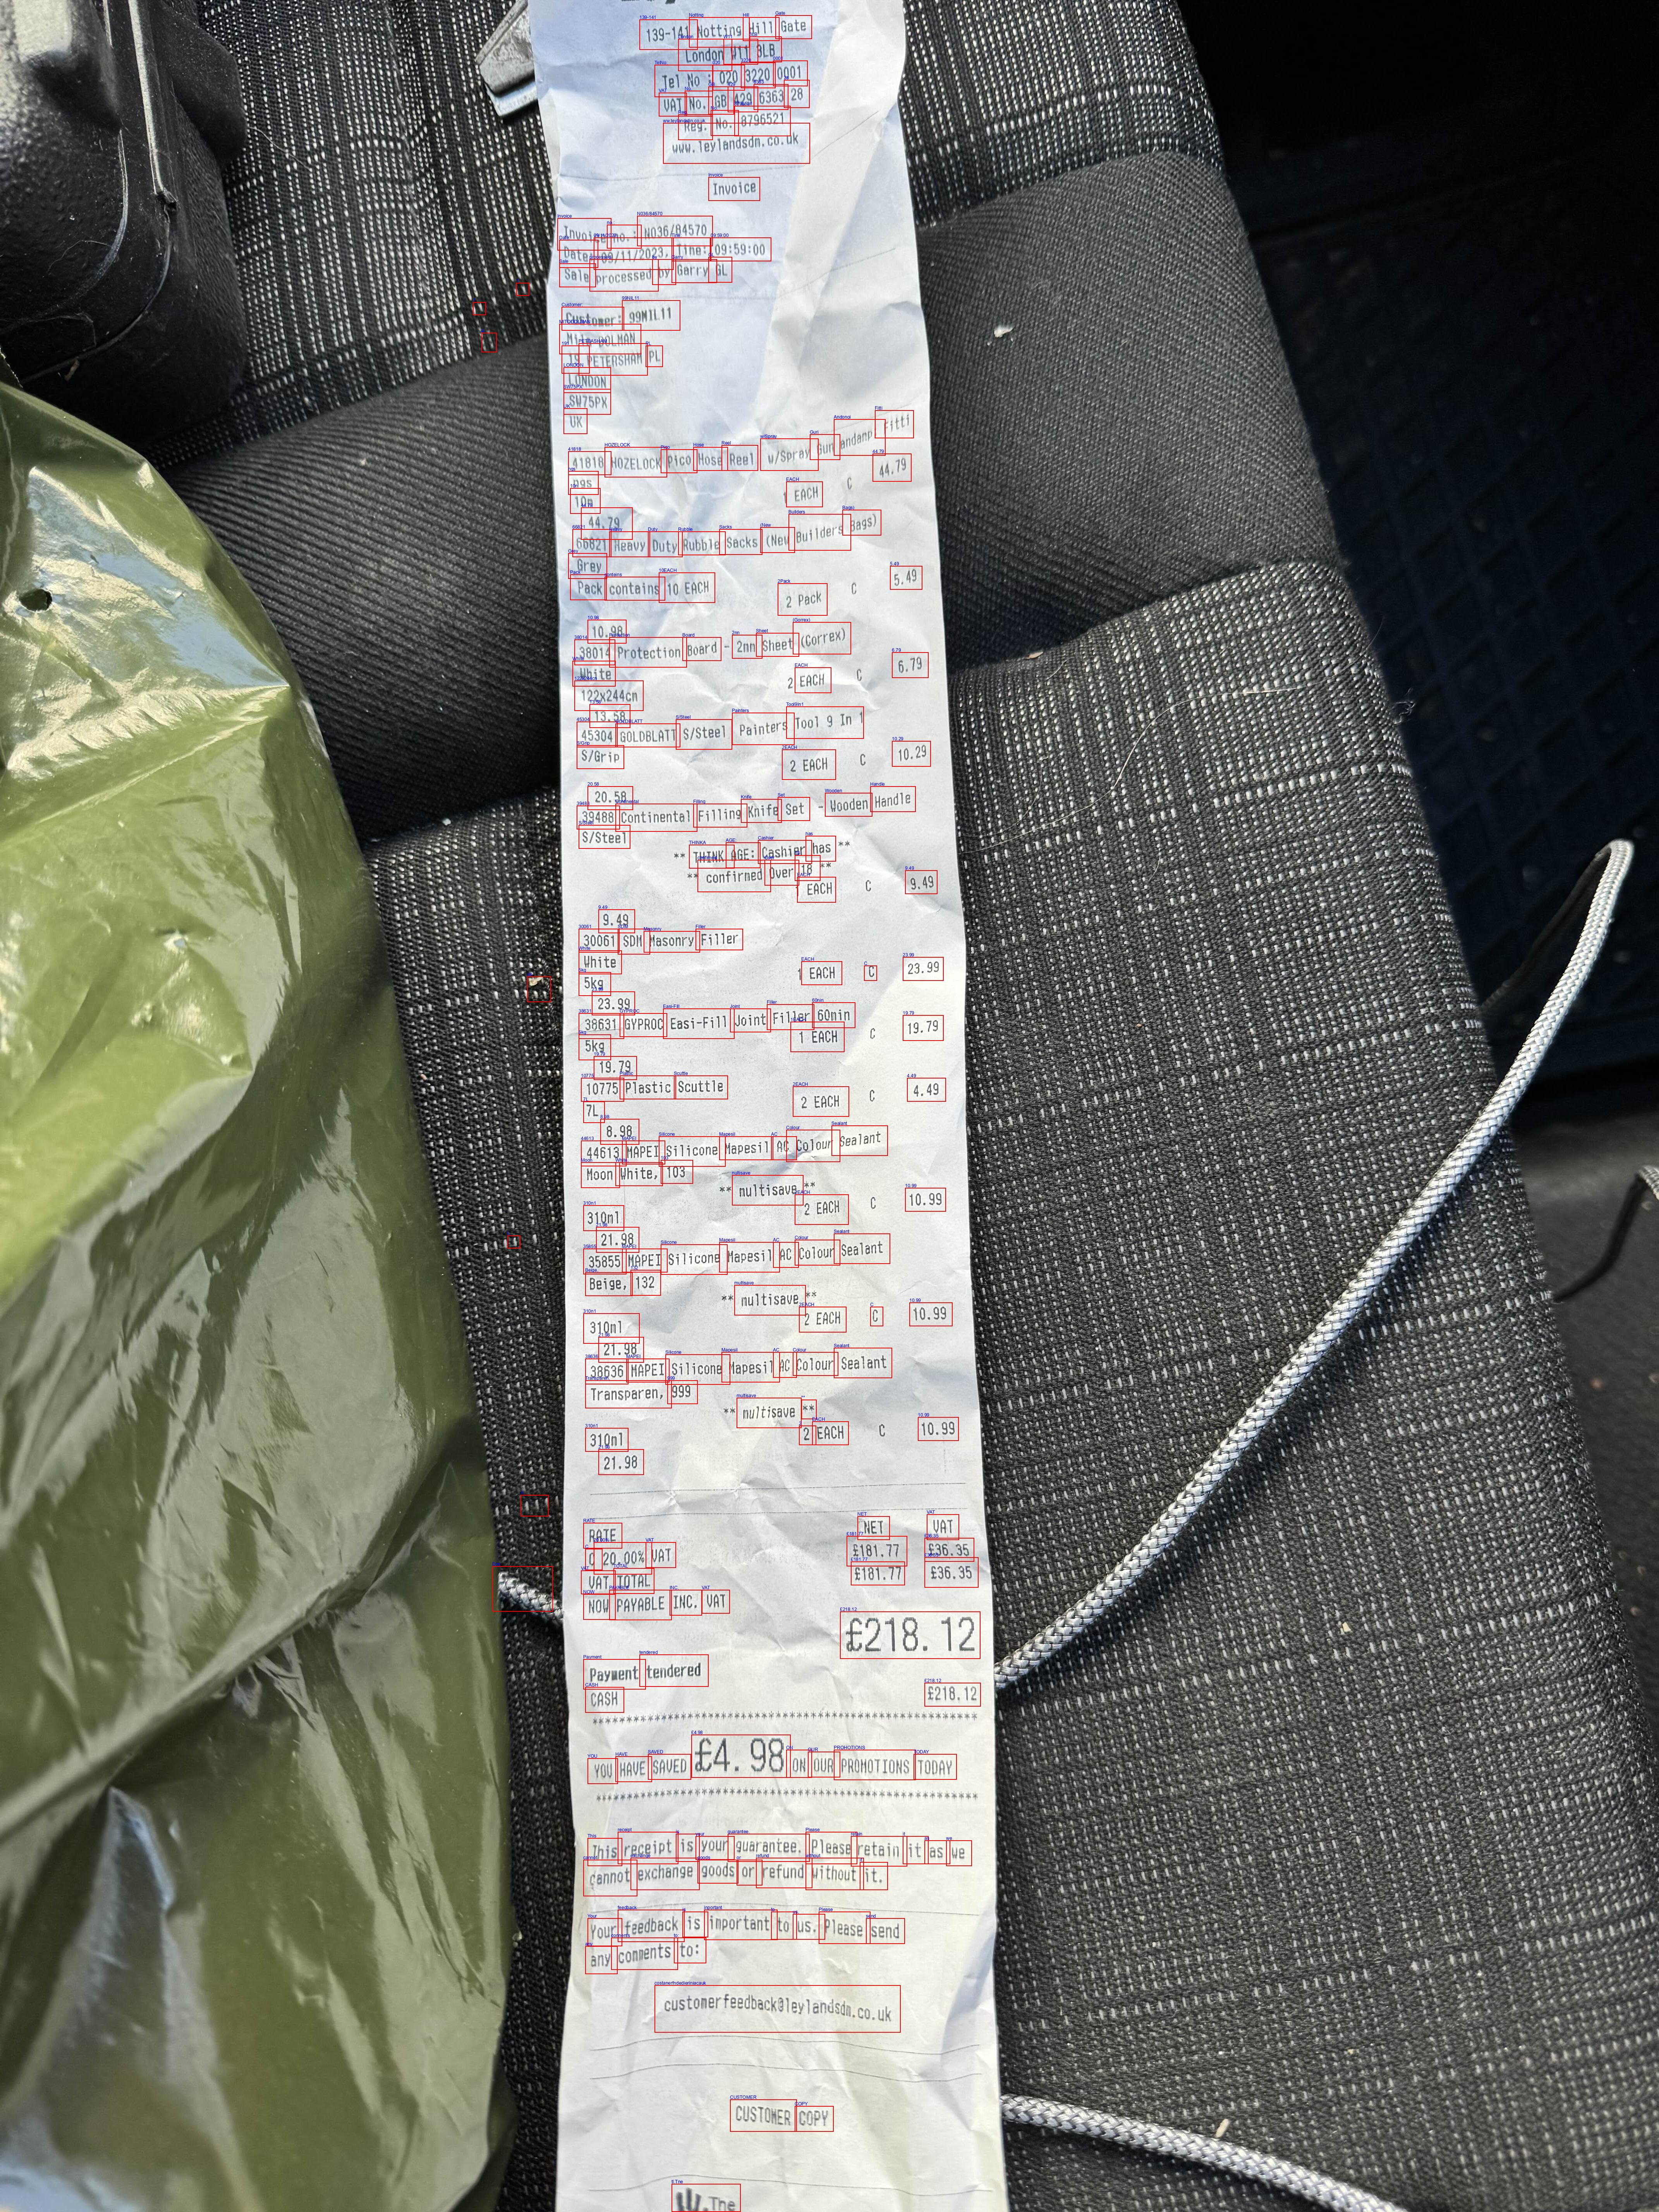 139-141 Notting Hill Gate
London W11 3LB
Tel No : 020 3220 0001
VAT No. GB 429 6363 28
Reg. No. 8796521
www.leylandsdm.co.uk
Invoice
Invoice no.: N036/84570
Date: 09/11/2023, Time: 09:59:00
Sale processed by Garry GL
Customer: 99MIL11
DOLMAN
19 PETERSHAM PL
LONDON
SW75PX
UK
41818 HOZELOCK Pico Hose Reel w/Spray Gun andanp Fitti
ngs
10m
1 EACH C 44.79
44.79
66821 Heavy Duty Rubble Sacks (New Builders Bags)
Grey
Pack contains 10 EACH 2 Pack C 5.49
10.98
38014 Protection Board - 2mm Sheet (Correx)
White
2 EACH C 6.79
122x244cm
13.58
45304 GOLDBLATT S/Steel Painters Tool 9 In 1
S/Grip
2 EACH C 10.29
20.58
39488 Continental Filling Knife Set - Wooden Handle
S/Steel
** THINK AGE: Cashier has **
** confirmed Over 18 **
EACH C 9.49
9.49
30061 SDM Masonry Filler
White
1 EACH C 23.99
5kg
23.99
38631 GYPROC Easi-Fill Joint Filler 60min
1 EACH C 19.79
5kg
19.79
10775 Plastic Scuttle
2 EACH C 4.49
7L
8.98
44613 MAPEI Silicone Mapesil AC Colour Sealant
Moon White, 103
** multisave **
2 EACH C 10.99
310ml
21.98
35855 MAPEI Silicone Mapesil AC Colour Sealant
Beige, 132
** multisave **
2 EACH C 10.99
310ml
21.98
38636 MAPEI Silicone Mapesil AC Colour Sealant
Transparen, 999
** multisave **
2 EACH C 10.99
310ml
21.98
RATE NET VAT
C 20.00% VAT £181.77 £36.35
VAT TOTAL £181.77 £36.35
NOW PAYABLE INC. VAT
£218.12
Payment tendered
CASH £218.12
YOU HAVE SAVED £4.98 ON OUR PROMOTIONS TODAY
This receipt is your guarantee. Please retain it as we
cannot exchange goods or refund without it.
Your feedback is important to us. Please send
any comments to:
customerfeedback@leylandsdm.co.uk
CUSTOMER COPY
The